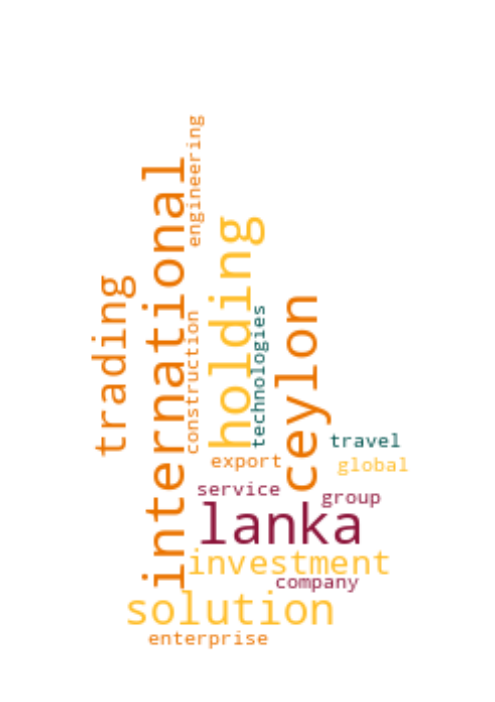 engineering
international
holding
trading
ceylon
technologies
construction
travel
export
global
service
group
lanka
investment
company
solution
enterprise